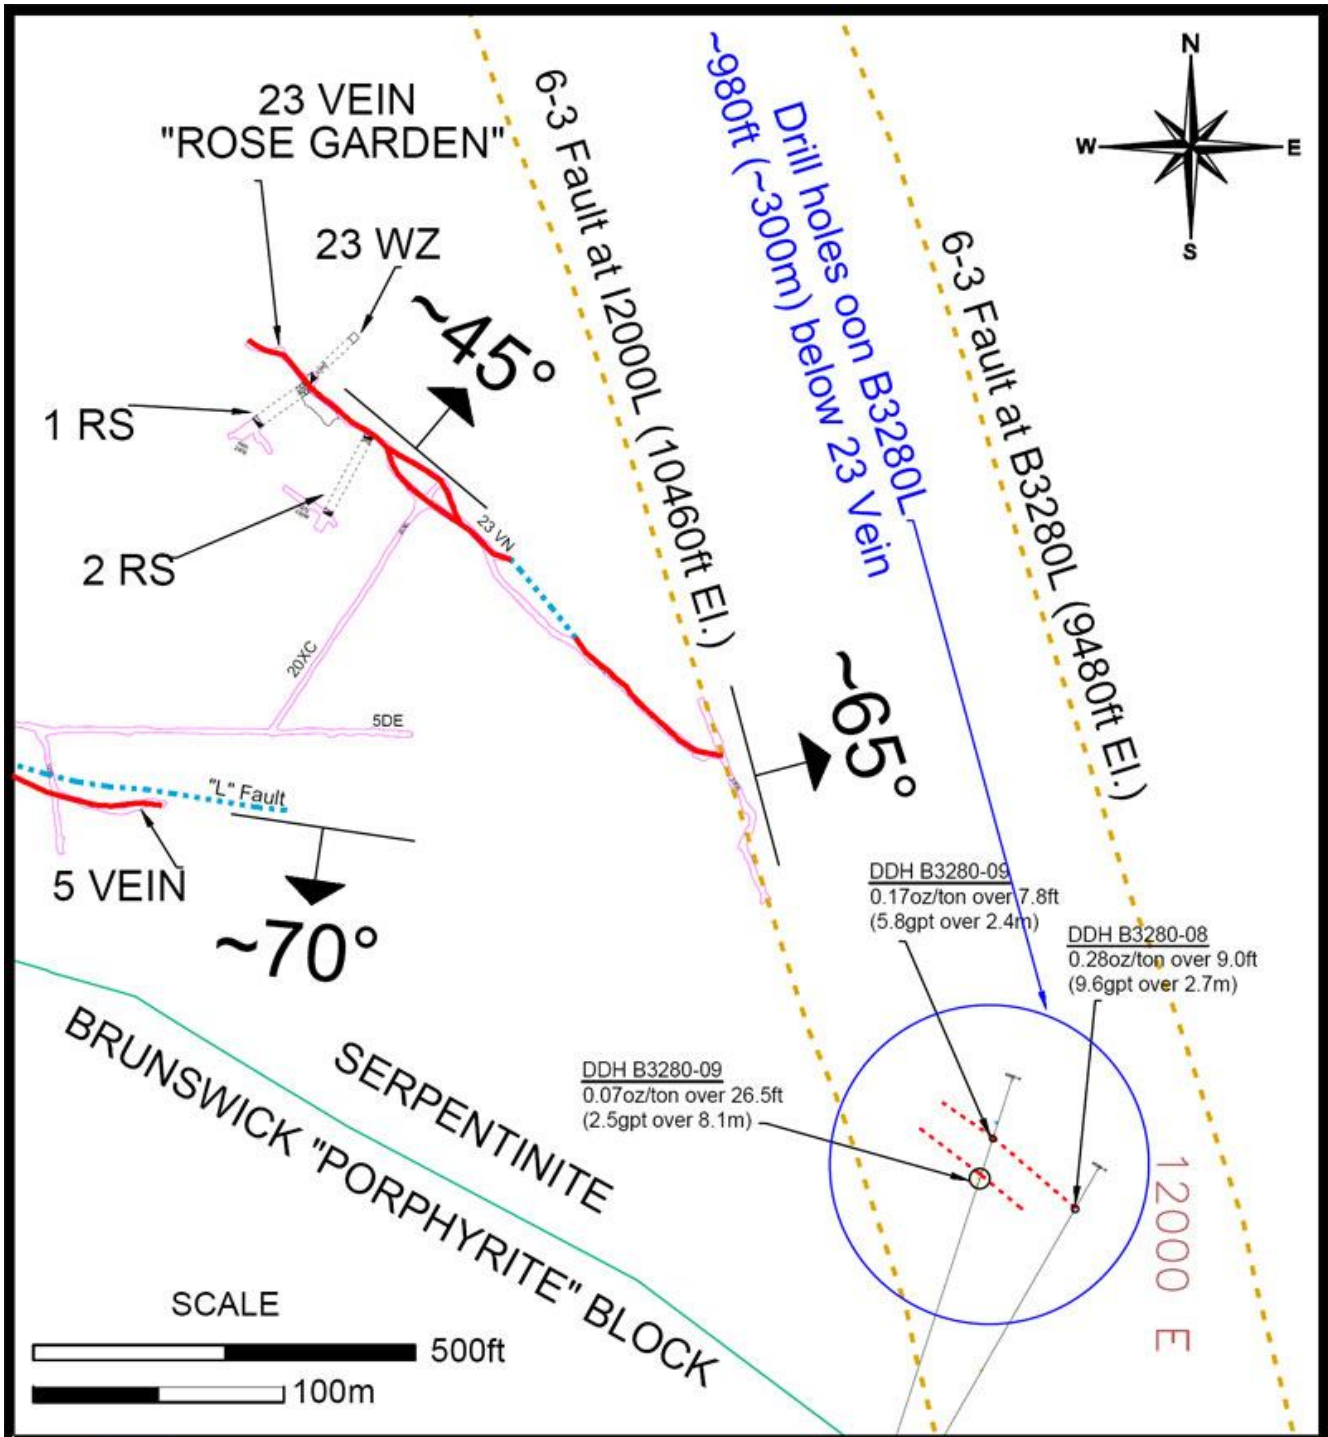 N
W
E
S
23 VEIN
"ROSE GARDEN"
23 WZ
1 RS
2 RS
~45°
6-3 Fault at I2000L (10460ft El.)
Drill holes oon B3280L
~980ft (~300m) below 23 Vein
6-3 Fault at B3280L (9480ft El.)
23 VN
20XC
5DE
"L" Fault
5 VEIN
~70°
~65°
DDH B3280-09
0.17oz/ton over 7.8ft
(5.8gpt over 2.4m)
DDH B3280-08
0.28oz/ton over 9.0ft
(9.6gpt over 2.7m)
DDH B3280-09
0.07oz/ton over 26.5ft
(2.5gpt over 8.1m)
SERPENTINITE
BRUNSWICK "PORPHYRITE" BLOCK
12000 E
SCALE
500ft
100m